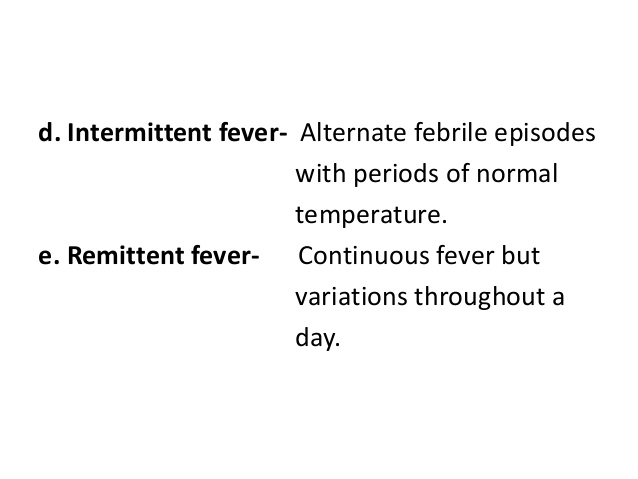 d. Intermittent fever- Alternate febrile episodes
with periods of normal
temperature.
e. Remittent fever- Continuous fever but
variations throughout a
day.